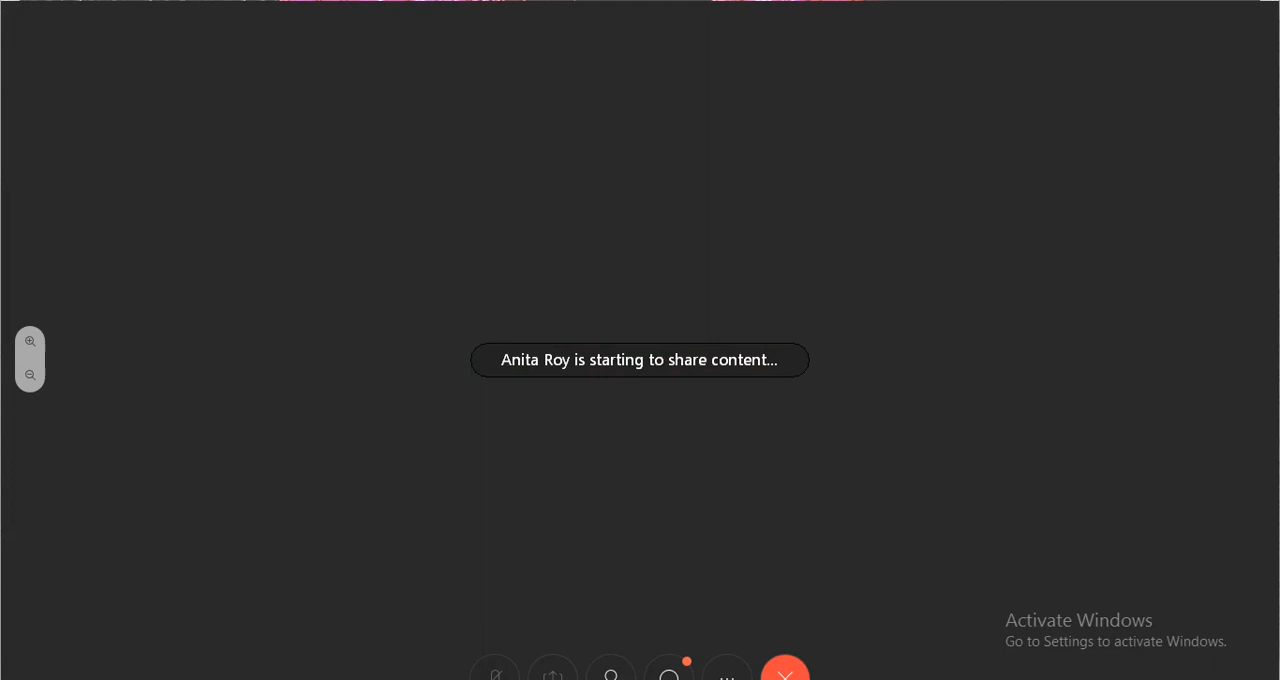 Anita Roy is starting to share content...
Activate Windows
Go to Settings to activate Windows.